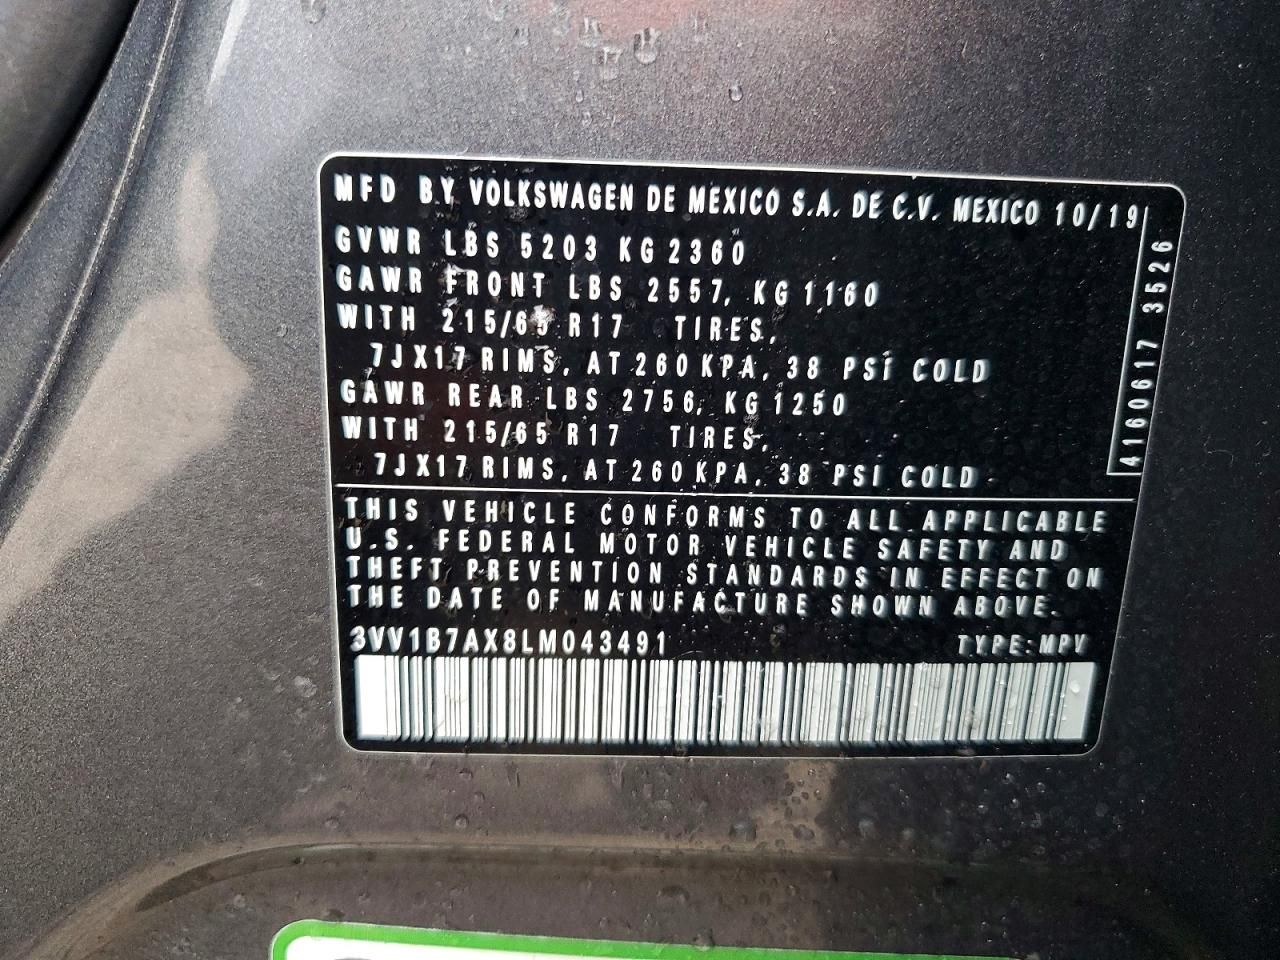 MFD BY VOLKSWAGEN DE MEXICO S.A. DE C.V. MEXICO 10/19
GVWR LBS 5203 KG 2360
GAWR FRONT LBS 2557, KG 1160
WITH 215/65 R17 TIRES,
7JX17 RIMS, AT 260 KPA, 38 PSI COLD
GAWR REAR LBS 2756, KG 1250
WITH 215/65 R17 TIRES,
7JX17 RIMS, AT 260 KPA, 38 PSI COLD
4160617 3526
THIS VEHICLE CONFORMS TO ALL APPLICABLE
U.S. FEDERAL MOTOR VEHICLE SAFETY AND
THEFT PREVENTION STANDARDS IN EFFECT ON
THE DATE OF MANUFACTURE SHOWN ABOVE.
3VV1B7AX8LM043491 TYPE: MPV